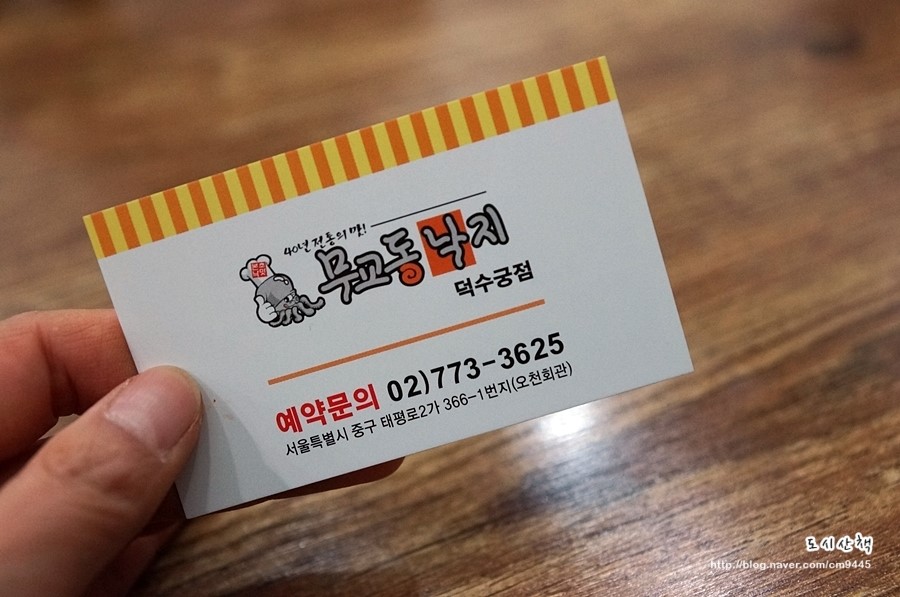 40년 전통의 맛!
무교동 낙지
덕수궁점
예약문의 02)773-3625
서울특별시 중구 태평로2가 366-1번지(오천회관)
도시산책
http://blog.naver.com/cm9445